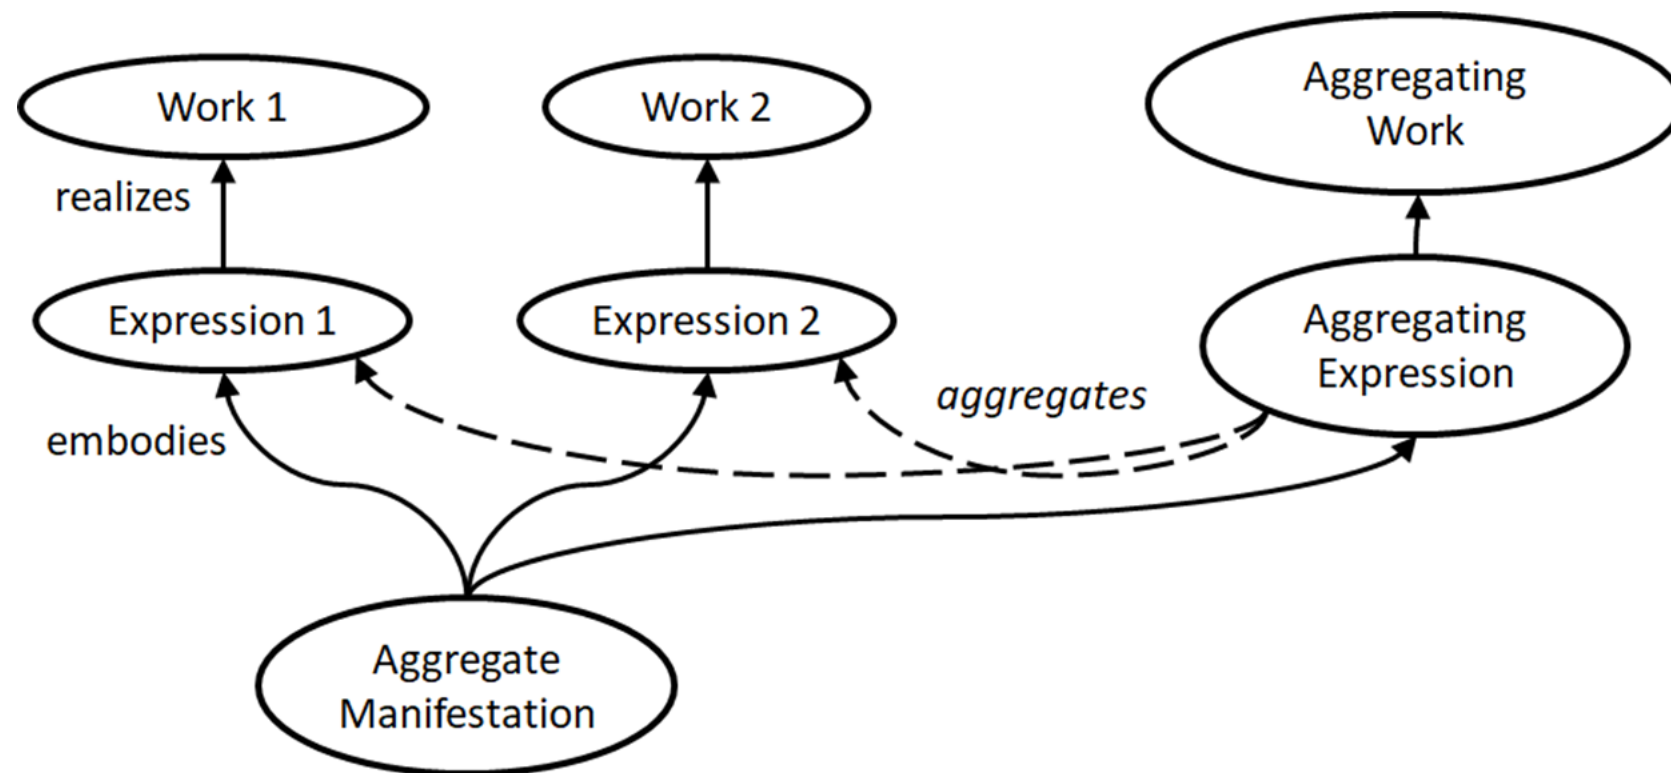 Work 1
Work 2
Aggregating
Work
realizes
Expression 1
Expression 2
Aggregating
Expression
aggregates
embodies
Aggregate
Manifestation